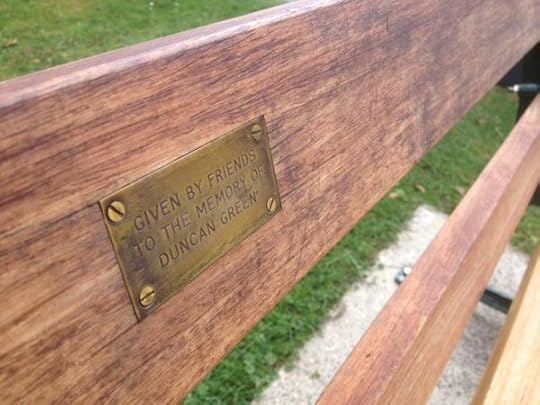 GIVEN BY FRIENDS
TO THE MEMORY OF
DUNCAN GREEN